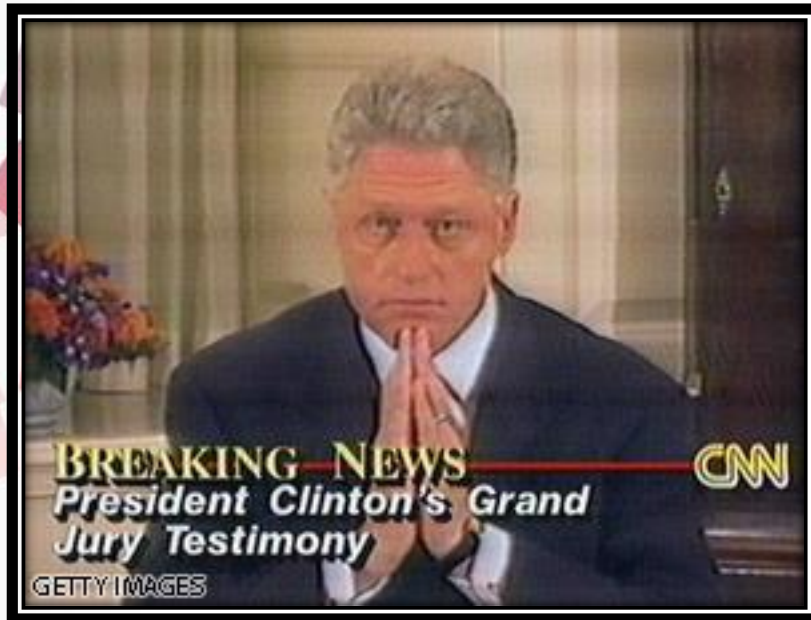 BREAKING NEWS CNN
President Clinton's Grand
Jury Testimony
GETTY IMAGES